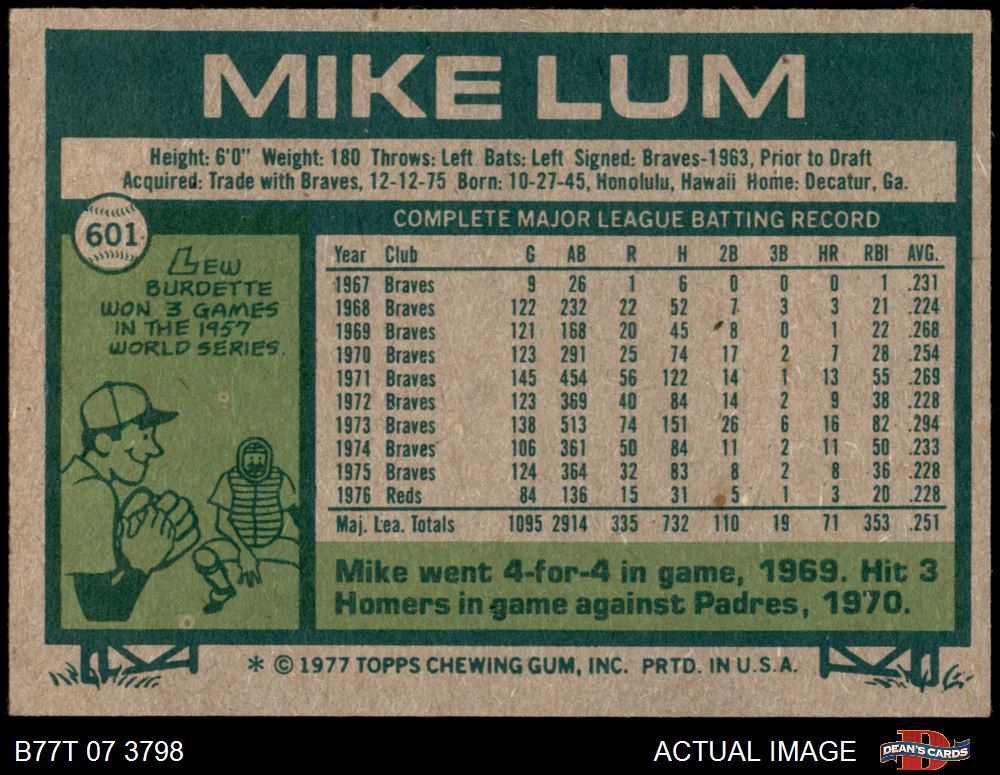 MIKE LUM
Height: 6'0" Weight: 180 Throws: Left Bats: Left Signed: Braves-1963, Prior to Draft
Acquired: Trade with Braves, 12-12-75 Born: 10-27-45, Honolulu, Hawaii Home: Decatur, Ga.
601
LEW
BURDETTE
WON 3 GAMES
IN THE 1957
WORLD SERIES.
COMPLETE MAJOR LEAGUE BATTING RECORD
Year Club G AB R H 2B 3B HR RBI AVG.
1967 Braves 9 26 1 6 0 0 0 1 .231
1968 Braves 122 232 22 52 7 3 3 21 .224
1969 Braves 121 168 20 45 8 0 1 22 .268
1970 Braves 123 291 25 74 17 2 7 28 .254
1971 Braves 145 454 56 122 14 1 13 55 .269
1972 Braves 123 369 40 84 14 2 9 38 .228
1973 Braves 138 513 74 151 26 6 16 82 .294
1974 Braves 106 361 50 84 11 2 11 50 .233
1975 Braves 124 364 32 83 8 2 8 36 .228
1976 Reds 84 136 15 31 5 1 3 20 .228
Maj. Lea. Totals 1095 2914 335 732 110 19 71 353 .251
Mike went 4-for-4 in game, 1969. Hit 3
Homers in game against Padres, 1970.
* © 1977 TOPPS CHEWING GUM, INC. PRTD. IN U.S.A.
B77T 07 3798
ACTUAL IMAGE
DEAN'S CARDS